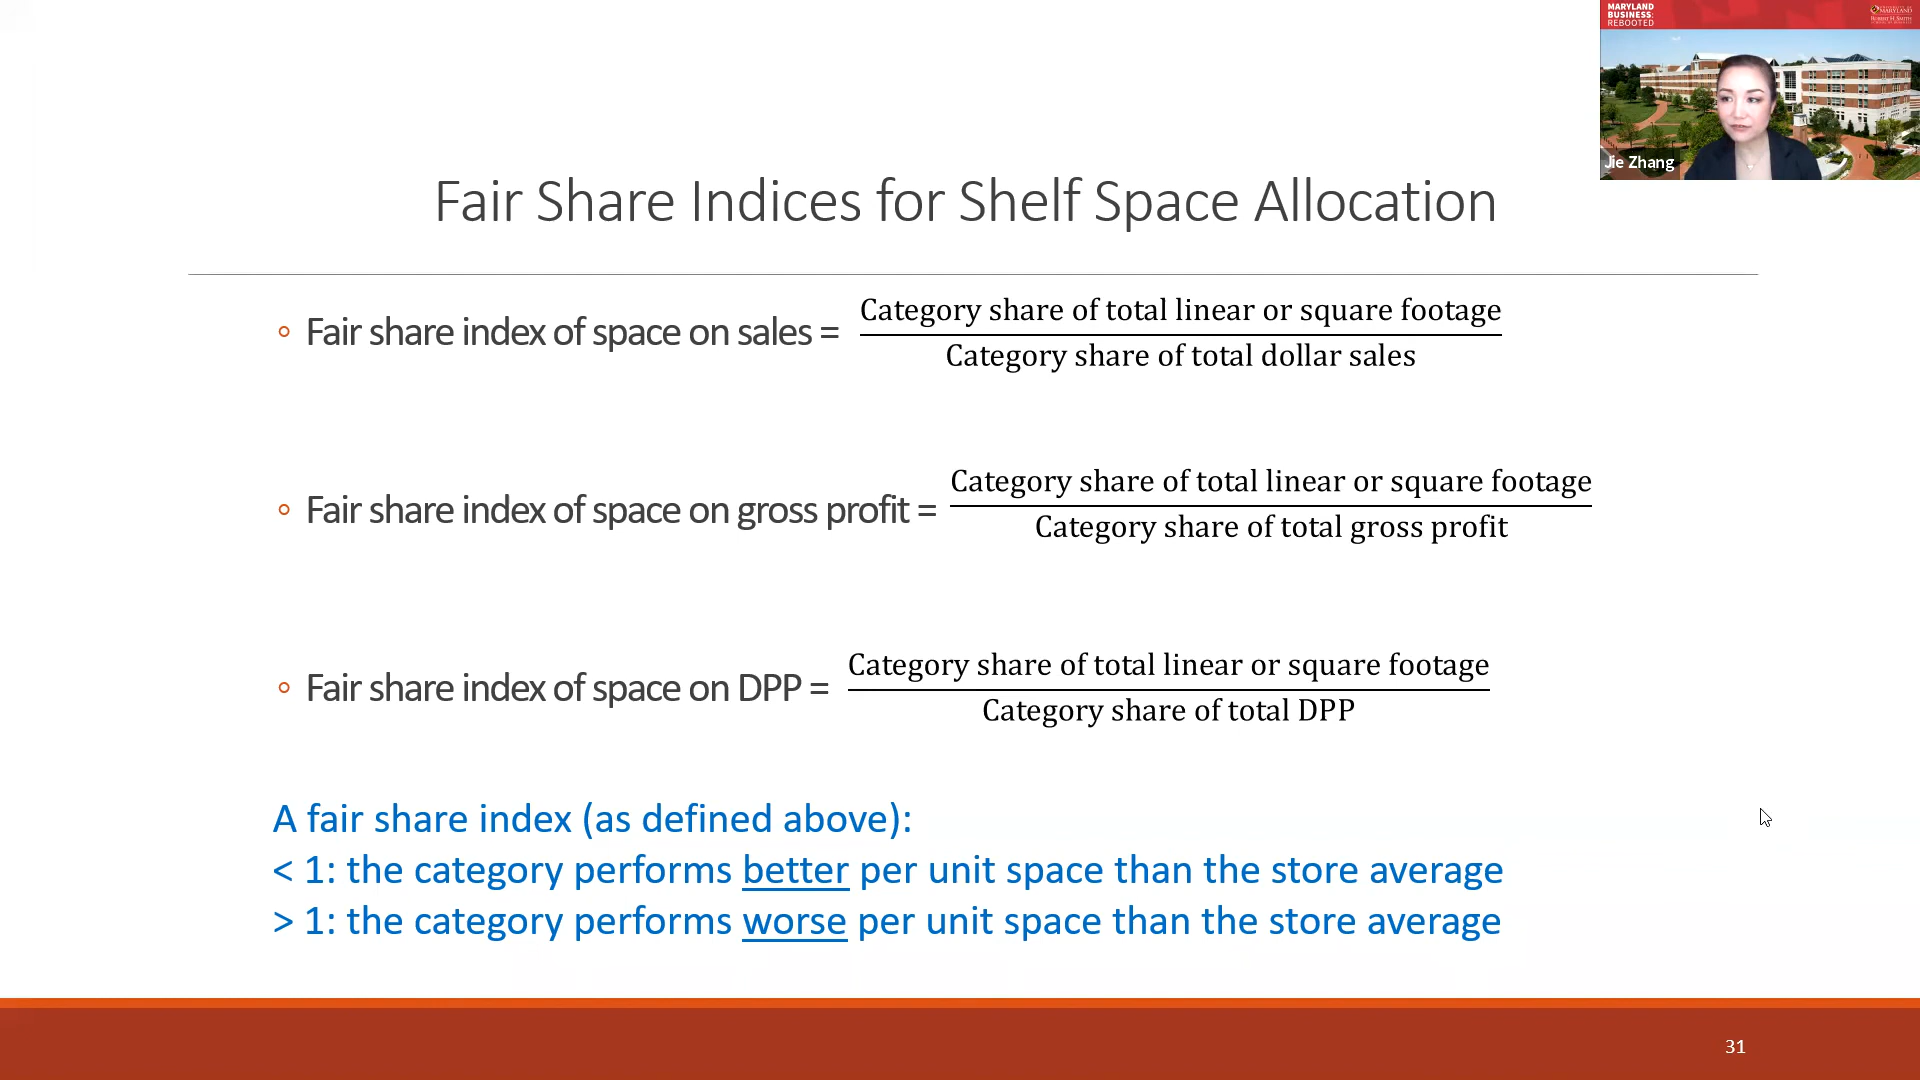 MARYLAND
BUSINESS:
REBOOTED
UNIVERSITY OF
MARYLAND
ROBERT H. SMITH
Jie Zhang
Fair Share Indices for Shelf Space Allocation
Fair share index of space on sales = Category share of total linear or square footage
Category share of total dollar sales
Fair share index of space on gross profit = Category share of total linear or square footage
Category share of total gross profit
Fair share index of space on DPP = Category share of total linear or square footage
Category share of total DPP
A fair share index (as defined above):
< 1: the category performs better per unit space than the store average
> 1: the category performs worse per unit space than the store average
31